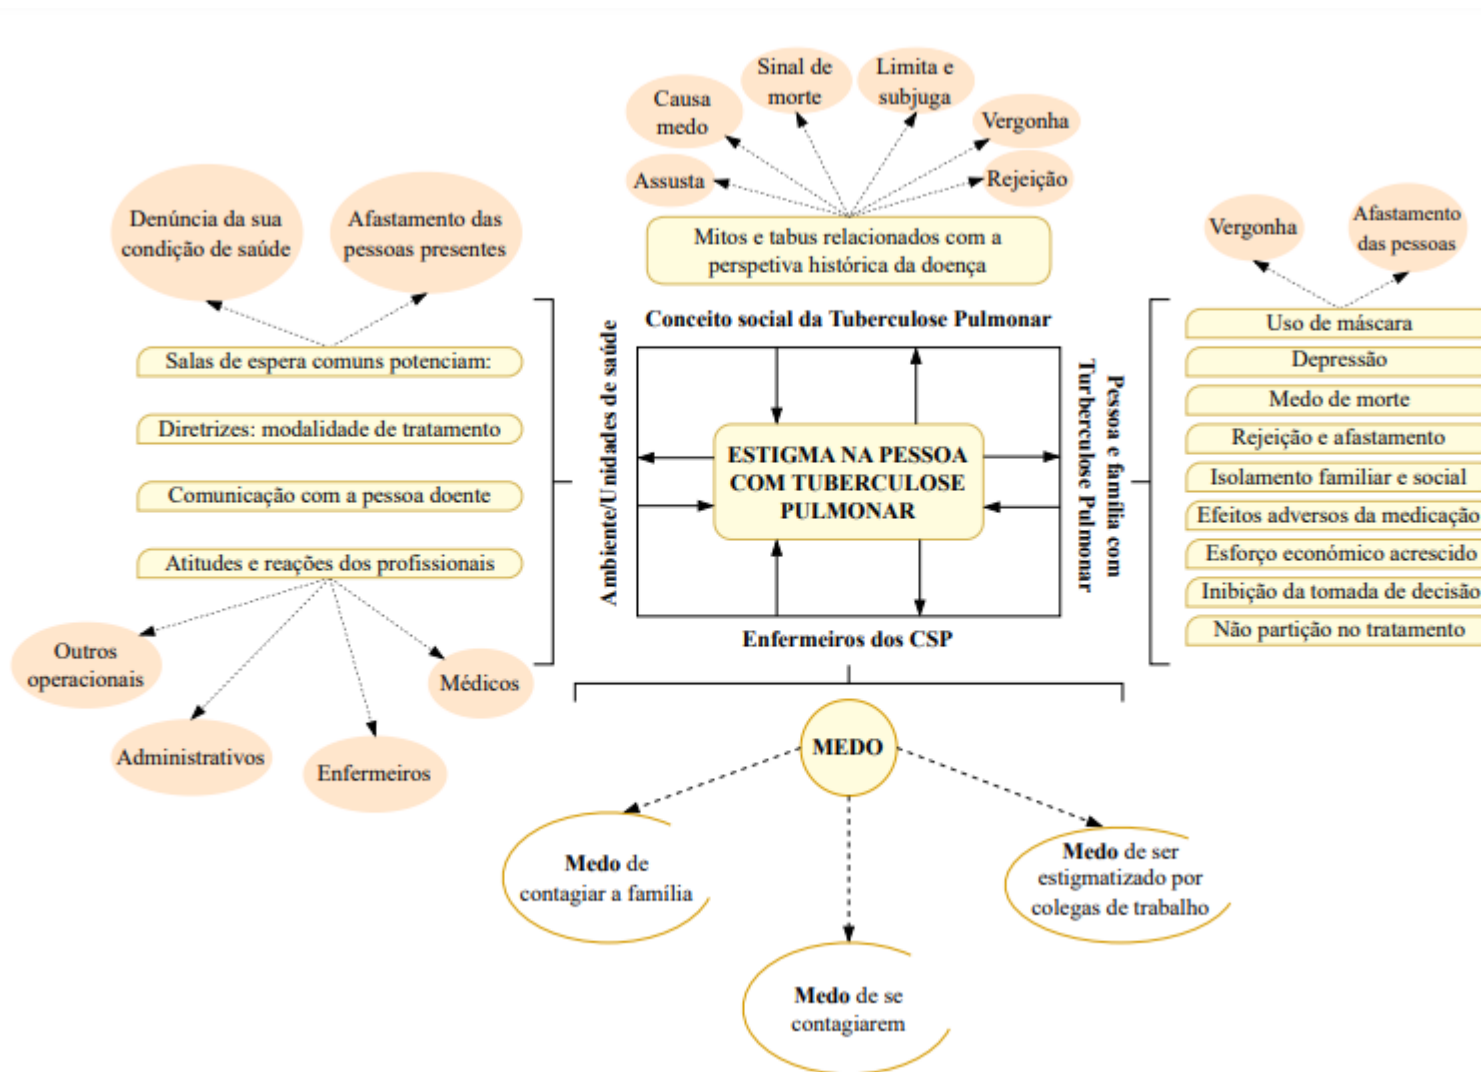 Sinal de
morte
Limita e
subjuga
Causa
medo
Vergonha
Assusta
Rejeição
Mitos e tabus relacionados com a
perspetiva histórica da doença
Denúncia da sua
condição de saúde
Afastamento das
pessoas presentes
Salas de espera comuns potenciam:
Diretrizes: modalidade de tratamento
Comunicação com a pessoa doente
Atitudes e reações dos profissionais
Outros
operacionais
Administrativos
Enfermeiros
Médicos
Conceito social da Tuberculose Pulmonar
Ambiente/Unidades de saúde
ESTIGMA NA PESSOA
COM TUBERCULOSE
PULMONAR
Pessoa e família com
Turberculose Pulmonar
Enfermeiros dos CSP
Vergonha
Afastamento
das pessoas
Uso de máscara
Depressão
Medo de morte
Rejeição e afastamento
Isolamento familiar e social
Efeitos adversos da medicação
Esforço económico acrescido
Inibição da tomada de decisão
Não partição no tratamento
MEDO
Medo de
contagiar a família
Medo de se
contagiarem
Medo de ser
estigmatizado por
colegas de trabalho